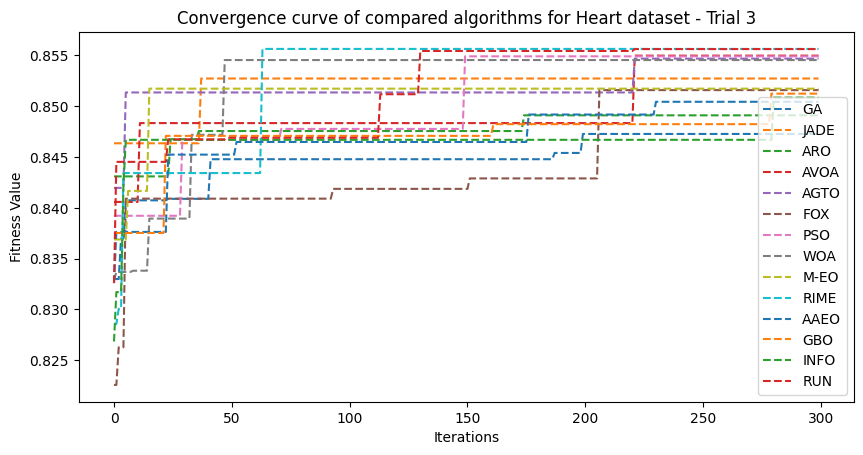 Convergence curve of compared algorithms for Heart dataset - Trial 3
Fitness Value
0.855
0.850
0.845
0.840
0.835
0.830
0.825
0
50
100
150
200
250
300
Iterations
GA
JADE
ARO
AVOA
AGTO
FOX
PSO
WOA
M-EO
RIME
AAEO
GBO
INFO
RUN